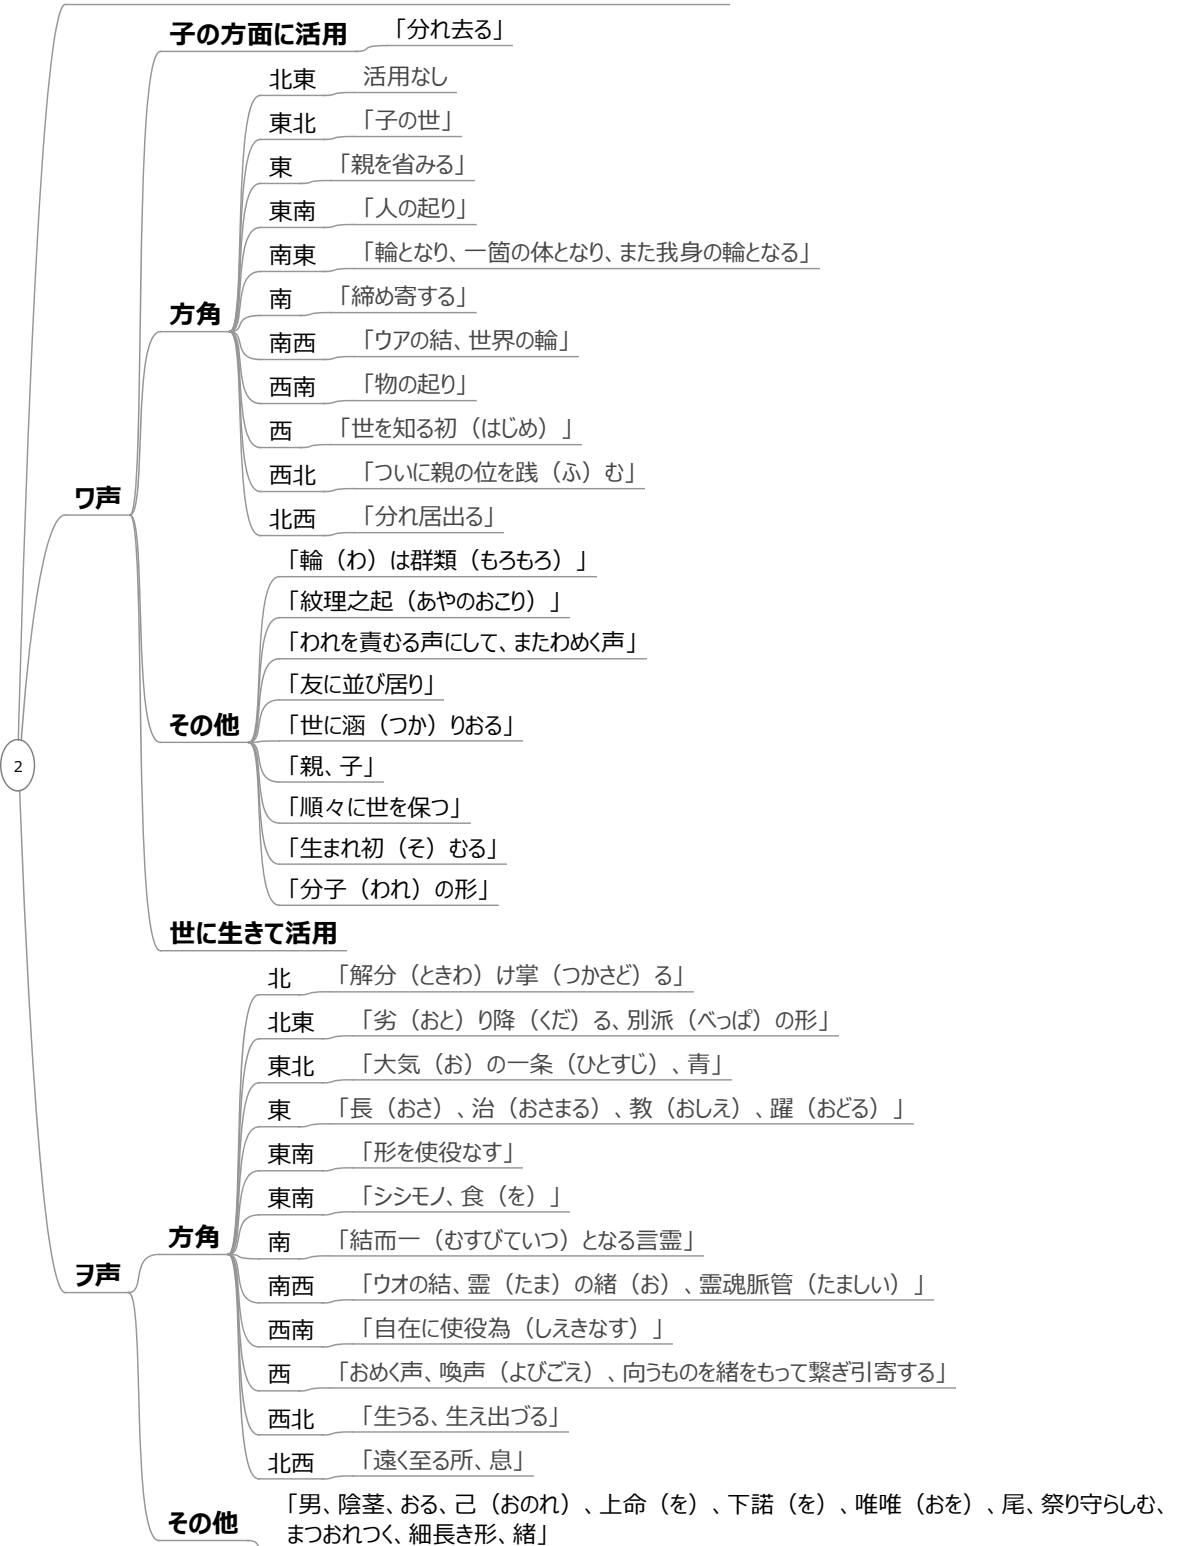 子の方面に活用
「分れ去る」
北東 活用なし
東北 「子の世」
東 「親を省みる」
東南 「人の起り」
南東 「輪となり、一箇の体となり、また我身の輪となる」
方角
南 「締め寄する」
南西 「ウアの結、世界の輪」
西南 「物の起り」
西 「世を知る初（はじめ）」
西北 「ついに親の位を践（ふ）む」
ワ声
北西 「分れ居出る」
「輪（わ）は群類（もろもろ）」
「紋理之起（あやのおこり）」
「われを責むる声にして、またわめく声」
「友に並び居り」
その他
「世に涵（つか）りおる」
2
「親、子」
「順々に世を保つ」
「生まれ初（そ）むる」
「分子（われ）の形」
世に生きて活用
北 「解分（ときわ）け掌（つかさど）る」
北東 「劣（おと）り降（くだ）る、別派（べっぱ）の形」
東北 「大気（お）の一条（ひとすじ）、青」
東 「長（おさ）、治（おさまる）、教（おしえ）、躍（おどる）」
東南 「形を使役なす」
東南 「シシモノ、食（を）」
方角
南 「結而一（むすびていつ）となる言霊」
ヲ声
南西 「ウオの結、霊（たま）の緒（お）、霊魂脈管（たましい）」
西南 「自在に使役為（しえきなす）」
西 「おめく声、喚声（よびごえ）、向うものを緒をもって繋ぎ引寄する」
西北 「生うる、生え出づる」
北西 「遠く至る所、息」
その他
「男、陰茎、おる、己（おのれ）、上命（を）、下諾（を）、唯唯（おを）、尾、祭り守らしむ、
まつおれつく、細長き形、緒」